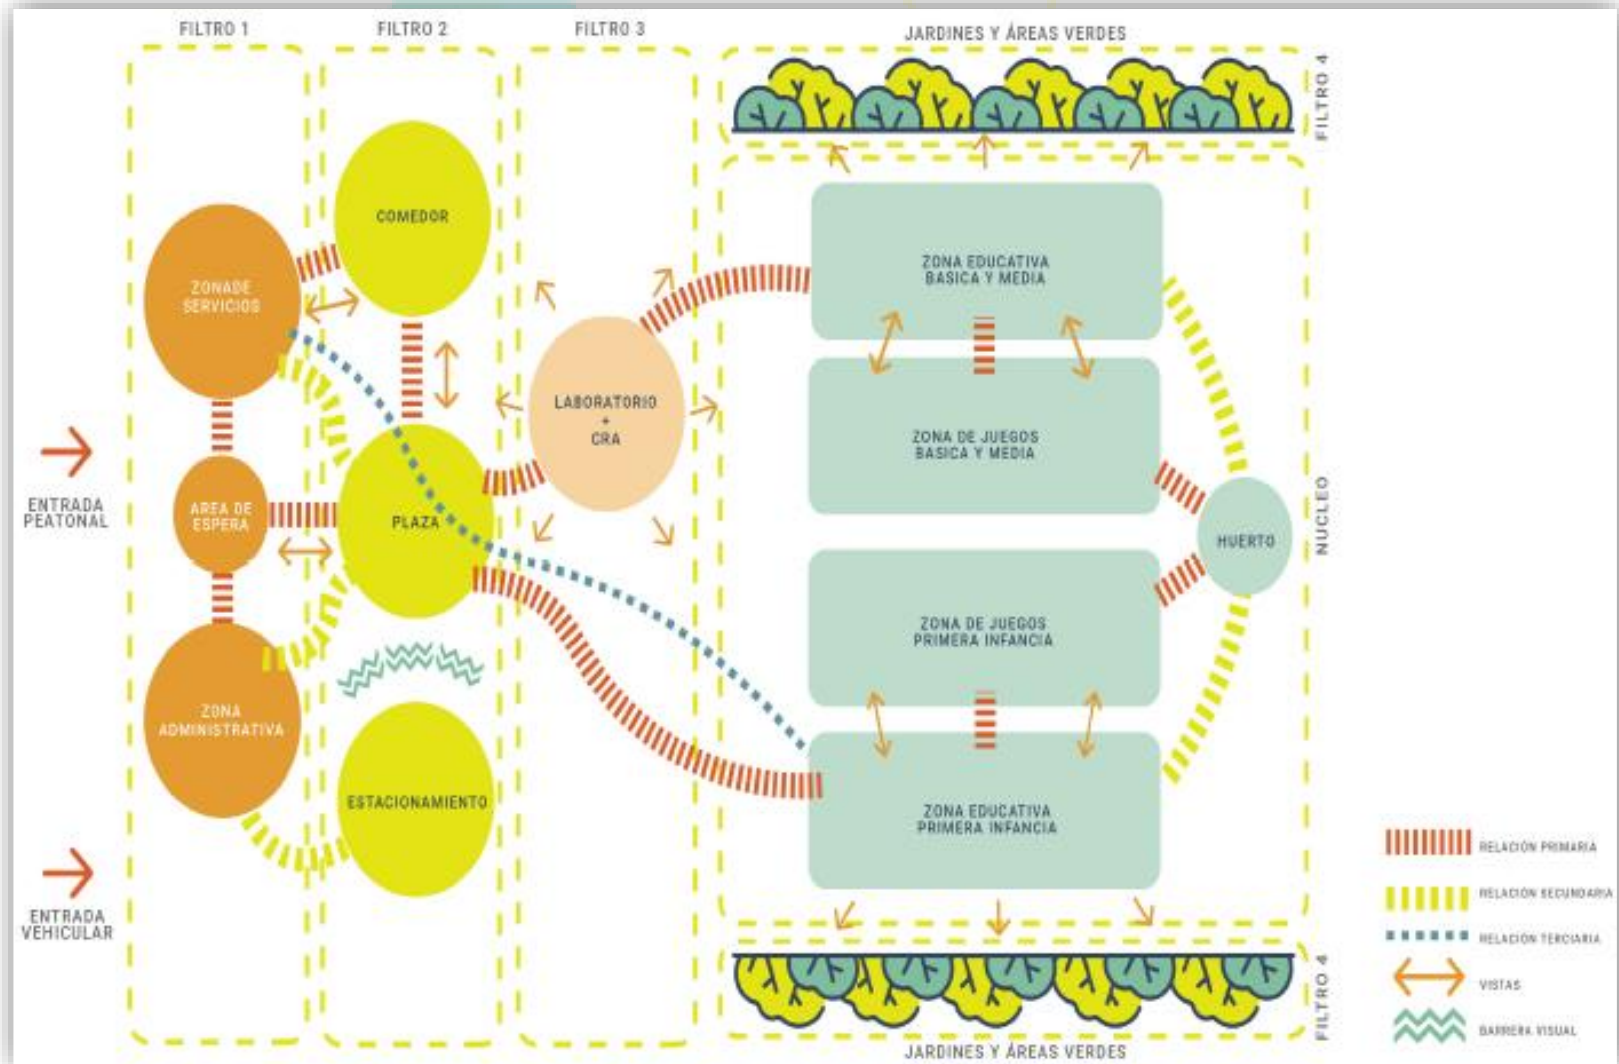 FILTRO 1
FILTRO 2
FILTRO 3
JARDINES Y ÁREAS VERDES
FILTRO 4
COMEDOR
ZONADE
SERVICIOS
ZONA EDUCATIVA
BASICA Y MEDIA
LABORATORIO
+
CRA
ZONA DE JUEGOS
BASICA Y MEDIA
ENTRADA
PEATONAL
AREA DE
ESPERA
PLAZA
HUERTO
NUCLEO
ZONA DE JUEGOS
PRIMERA INFANCIA
ZONA
ADMINISTRATIVA
ESTACIONAMIENTO
ZONA EDUCATIVA
PRIMERA INFANCIA
ENTRADA
VEHICULAR
RELACIÓN PRIMARIA
RELACIÓN SECUNDARIA
RELACIÓN TERCIARIA
VISTAS
BARRERA VISUAL
FILTRO 4
JARDINES Y ÁREAS VERDES